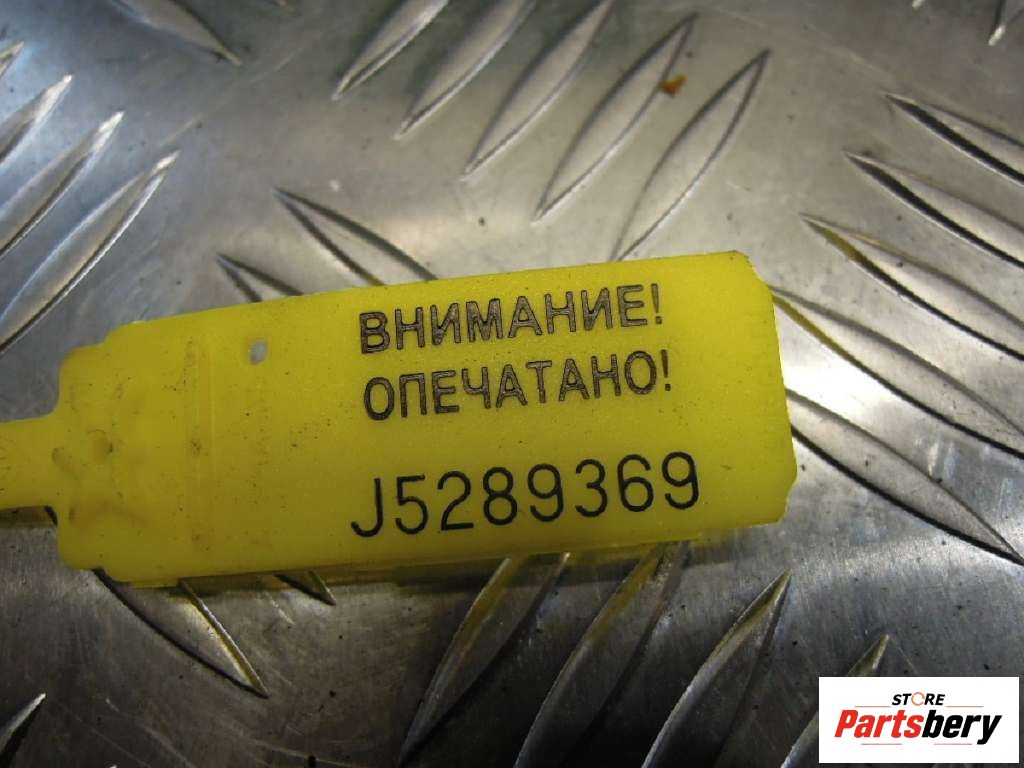 ВНИМАНИЕ!
ОПЕЧАТАНО!
J5289369
STORE
Partsbery